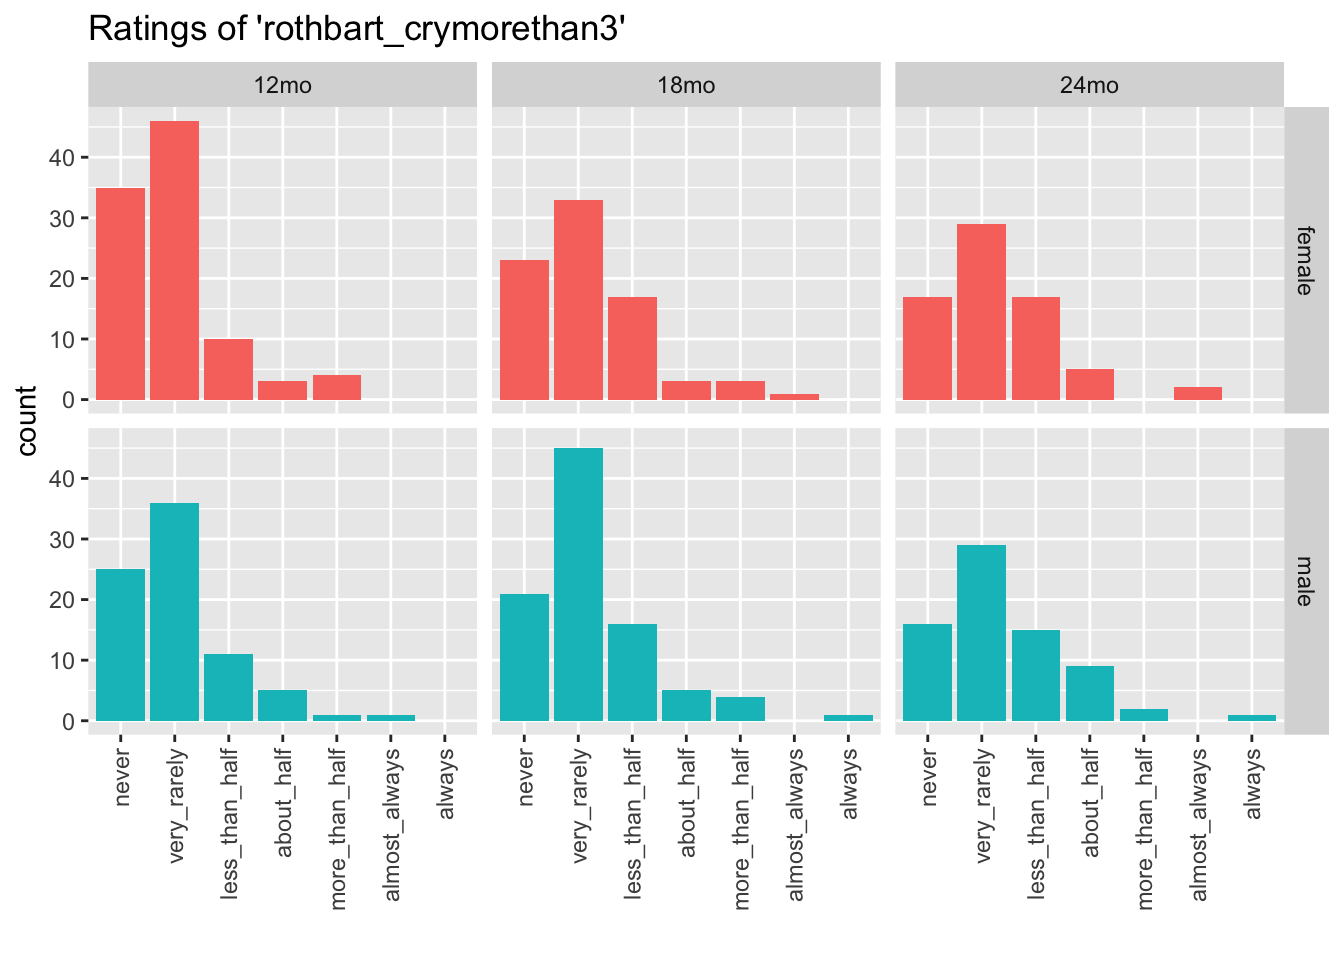 Ratings of 'rothbart_crymorethan3'
12mo
18mo
24mo
count
40
30
20
10
0
female
40
30
20
10
0
male
never
very_rarely
less_than_half
about_half
more_than_half
almost_always
always
never
very_rarely
less_than_half
about_half
more_than_half
almost_always
always
never
very_rarely
less_than_half
about_half
more_than_half
almost_always
always